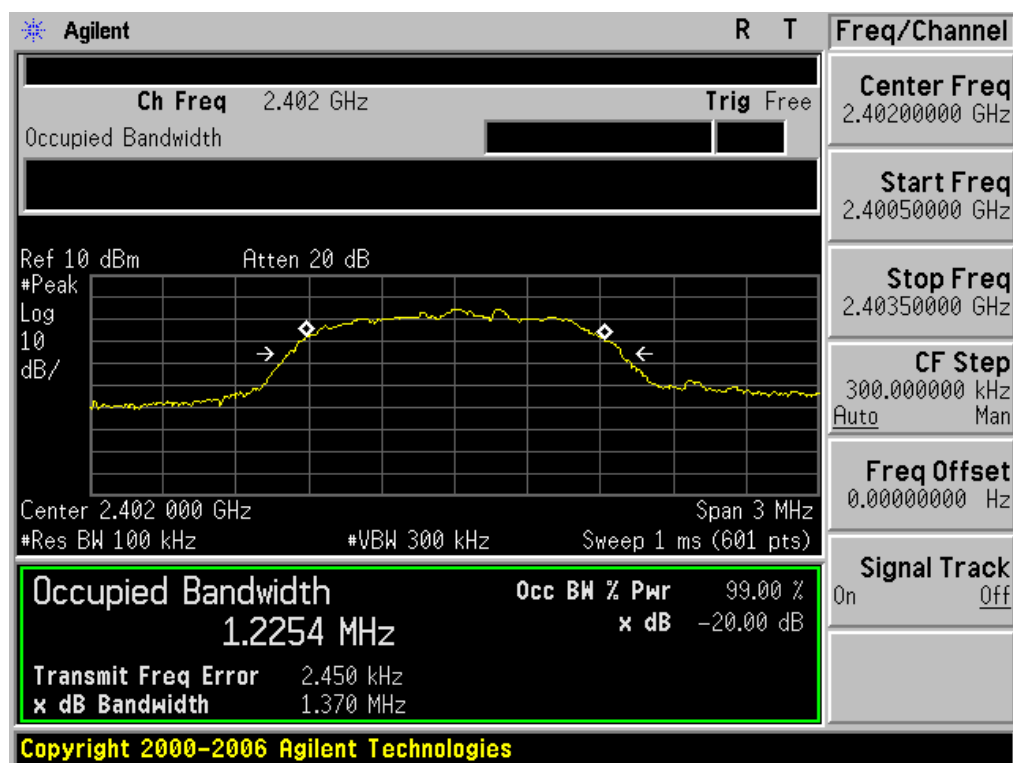 Agilent R T Freq/Channel
Ch Freq 2.402 GHz Trig Free
Occupied Bandwidth
Center Freq
2.40200000 GHz
Start Freq
2.40050000 GHz
Stop Freq
2.40350000 GHz
CF Step
300.000000 kHz
Auto Man
Freq Offset
0.00000000 Hz
Signal Track
On Off
Ref 10 dBm Atten 20 dB
#Peak
Log
10
dB/
Center 2.402 000 GHz Span 3 MHz
#Res BW 100 kHz #VBW 300 kHz Sweep 1 ms (601 pts)
Occupied Bandwidth Occ BW % Pwr 99.00 %
1.2254 MHz x dB -20.00 dB
Transmit Freq Error 2.450 kHz
x dB Bandwidth 1.370 MHz
Copyright 2000-2006 Agilent Technologies